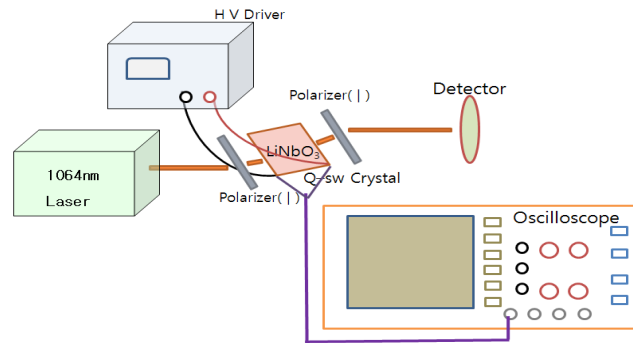 H V Driver
Polarizer( | )
Detector
LiNbO₃
1064nm
Laser
Q-sw Crystal
Polarizer( | )
Oscilloscope